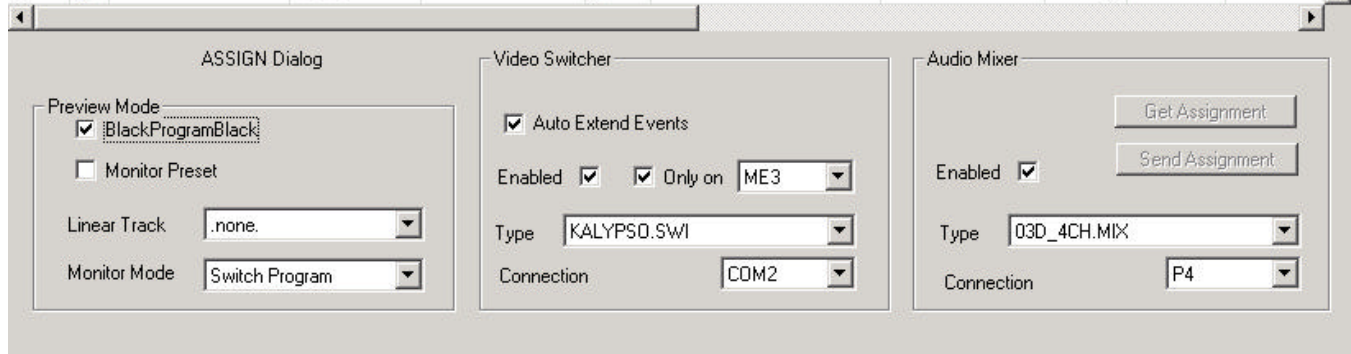 ASSIGN Dialog
Preview Mode
BlackProgramBlack
Monitor Preset
Linear Track .none.
Monitor Mode Switch Program
Video Switcher
Auto Extend Events
Enabled Only on ME3
Type KALYPSO.SWI
Connection COM2
Audio Mixer
Get Assignment
Send Assignment
Enabled
Type 03D_4CH.MIX
Connection P4